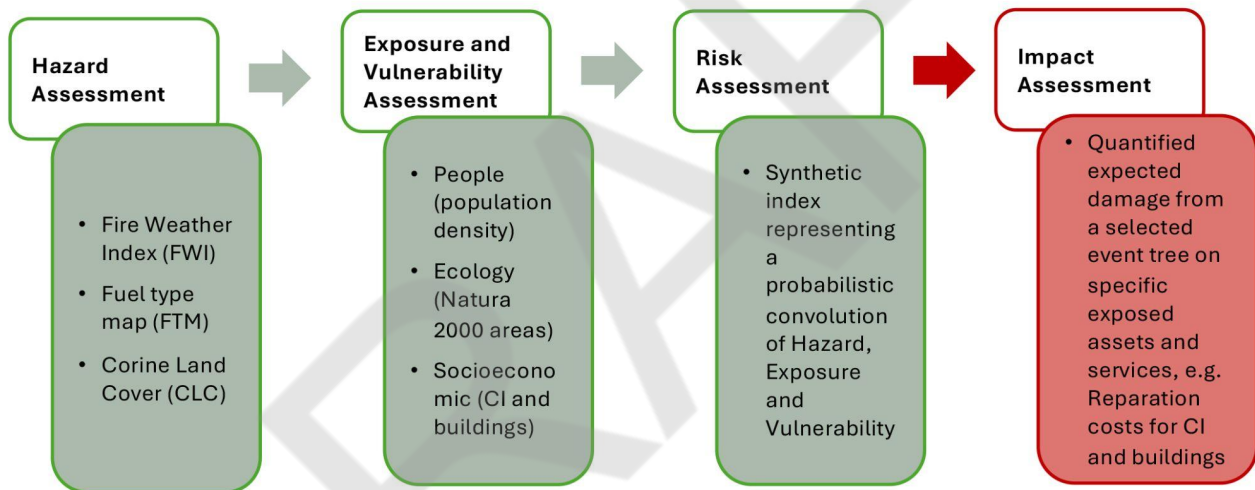 Hazard
Assessment
• Fire Weather
Index (FWI)
• Fuel type
map (FTM)
• Corine Land
Cover (CLC)
Exposure and
Vulnerability
Assessment
• People
(population
density)
• Ecology
(Natura
2000 areas)
• Socioecono
mic (CI and
buildings)
Risk
Assessment
• Synthetic
index
representing
a
probabilistic
convolution
of Hazard,
Exposure
and
Vulnerability
Impact
Assessment
• Quantified
expected
damage from
a selected
event tree on
specific
exposed
assets and
services, e.g.
Reparation
costs for CI
and buildings